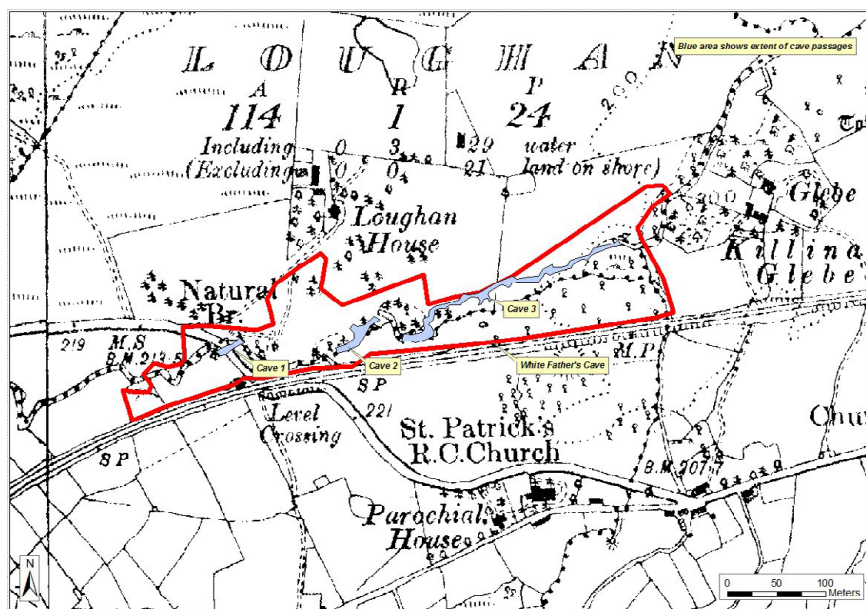 Blue area shows extent of cave passages
L O U G H A N
A R P
114 1 24
Including 0 3 29 water
(Excluding 0 0 21 land on shore)
200
Glebe
Loughan
House
Killina
Glebe
Natural
Br.
Cave 3
219
M.S
B.M. 213.5
Cave 1
Cave 2
White Father's Cave
M.P
S P
221
Level
Crossing
St. Patrick's
R.C. Church
S P
B.M. 207.7
Parochial
House
N
0 50 100
Meters